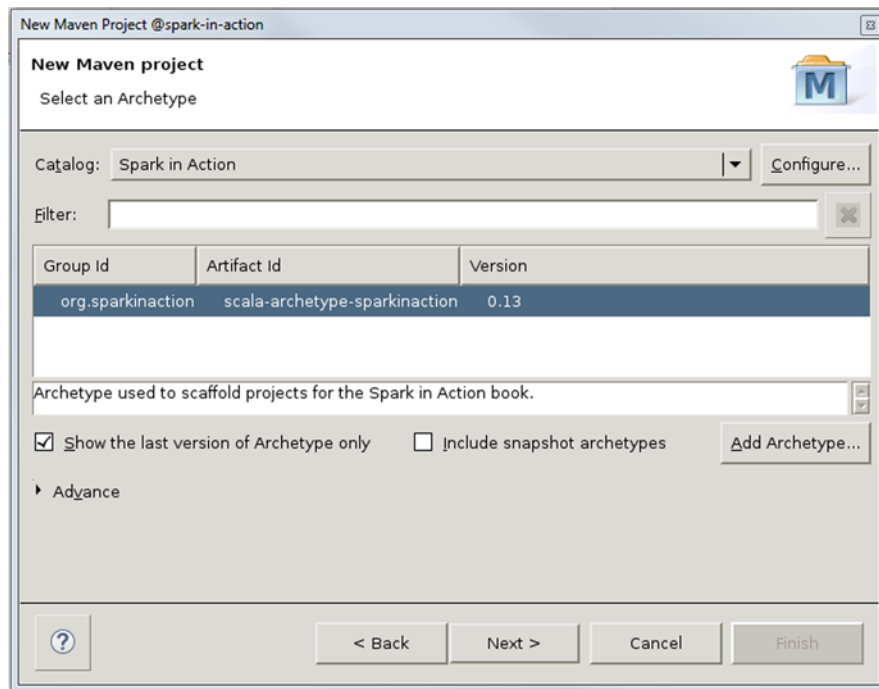 New Maven Project @spark-in-action
New Maven project
Select an Archetype
M
Catalog: Spark in Action Configure...
Filter:
Group Id Artifact Id Version
org.sparkinaction scala-archetype-sparkinaction 0.13
Archetype used to scaffold projects for the Spark in Action book.
Show the last version of Archetype only Include snapshot archetypes Add Archetype...
Advance
? < Back Next > Cancel Finish